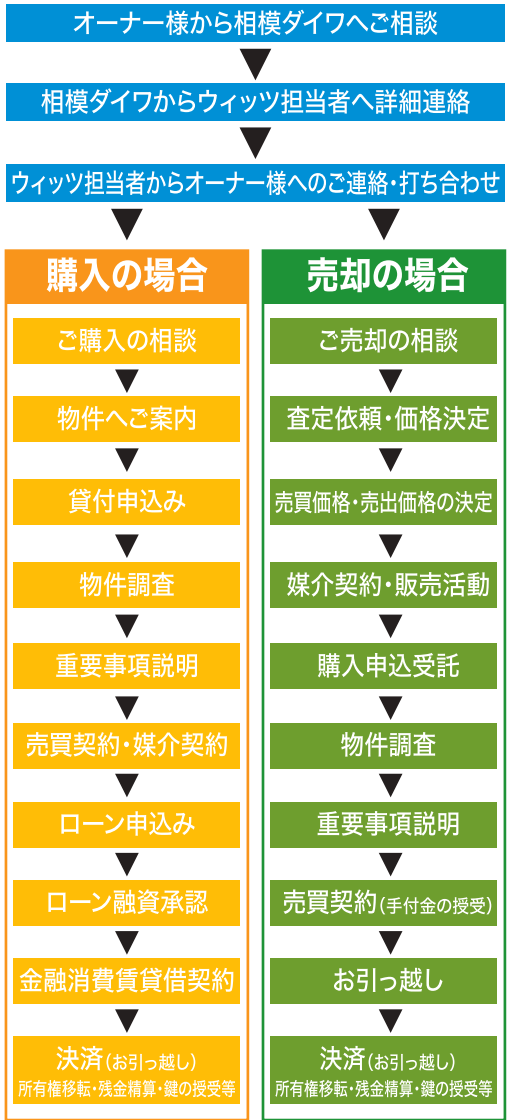 オーナー様から相模ダイワへご相談
相模ダイワからウィッツ担当者へ詳細連絡
ウィッツ担当者からオーナー様へのご連絡・打ち合わせ
購入の場合
ご購入の相談
物件へご案内
貸付申込み
物件調査
重要事項説明
売買契約・媒介契約
ローン申込み
ローン融資承認
金融消費賃貸借契約
決済(お引っ越し)
所有権移転・残金精算・鍵の授受等
売却の場合
ご売却の相談
査定依頼・価格決定
売買価格・売出価格の決定
媒介契約・販売活動
購入申込受託
物件調査
重要事項説明
売買契約(手付金の授受)
お引っ越し
決済(お引っ越し)
所有権移転・残金精算・鍵の授受等